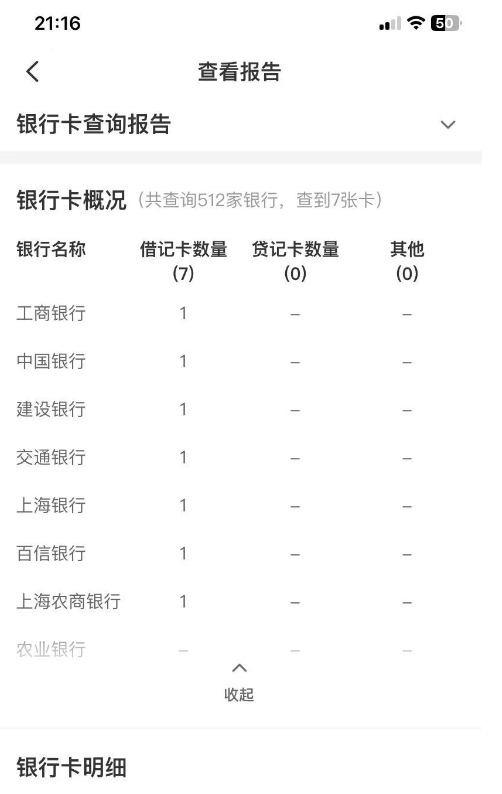 21:16
50
查看报告
银行卡查询报告
银行卡概况（共查询512家银行，查到7张卡）
银行名称 借记卡数量 贷记卡数量 其他
(7) (0) (0)
工商银行 1 – –
中国银行 1 – –
建设银行 1 – –
交通银行 1 – –
上海银行 1 – –
百信银行 1 – –
上海农商银行 1 – –
农业银行 – – –
收起
银行卡明细